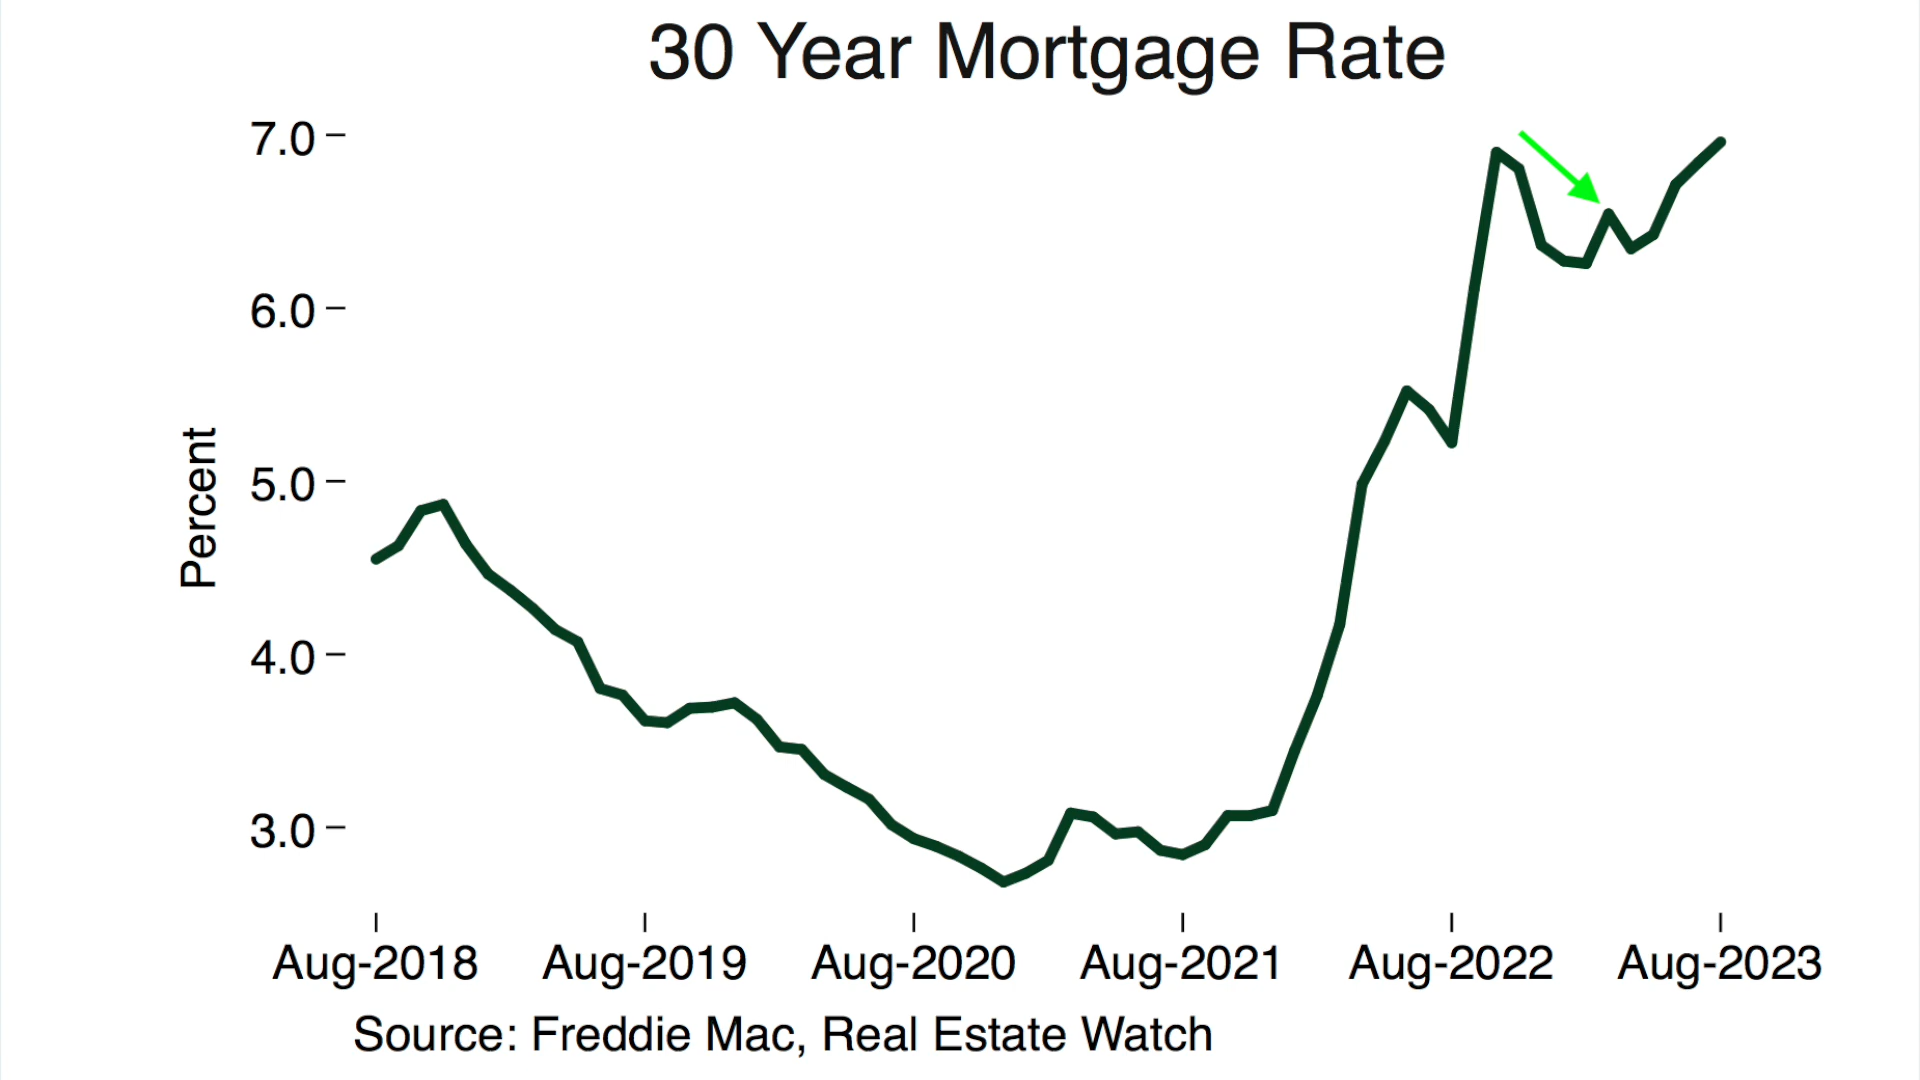 30 Year Mortgage Rate
7.0
6.0
5.0
4.0
3.0
Percent
Aug-2018 Aug-2019 Aug-2020 Aug-2021 Aug-2022 Aug-2023
Source: Freddie Mac, Real Estate Watch